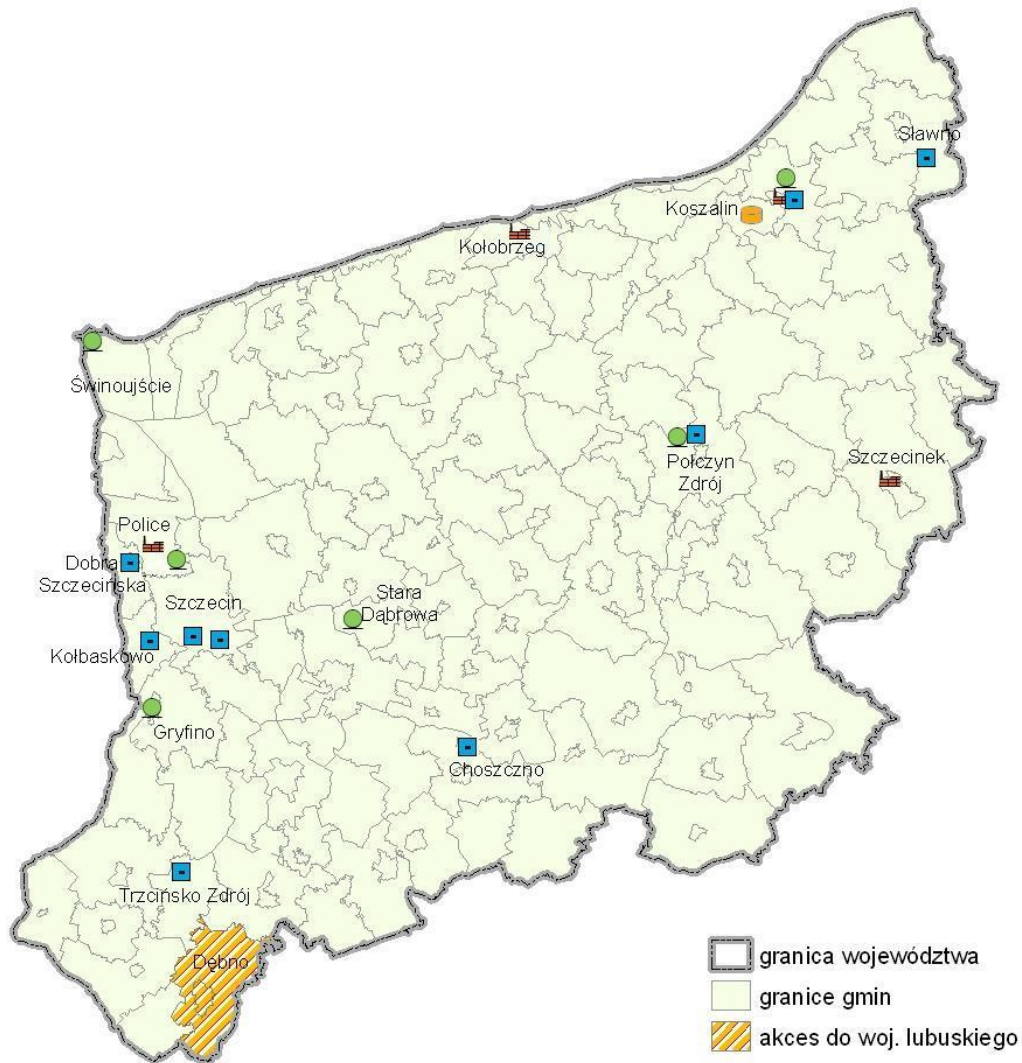 Sławno
Koszalin
Kołobrzeg
Świnoujście
Połczyn
Zdrój
Szczecinek
Police
Dobra
Szczecińska
Szczecin
Stara
Dąbrowa
Kołbaskowo
Gryfino
Choszczno
Trzcińsko Zdrój
Dębno
granica województwa
granice gmin
akces do woj. lubuskiego